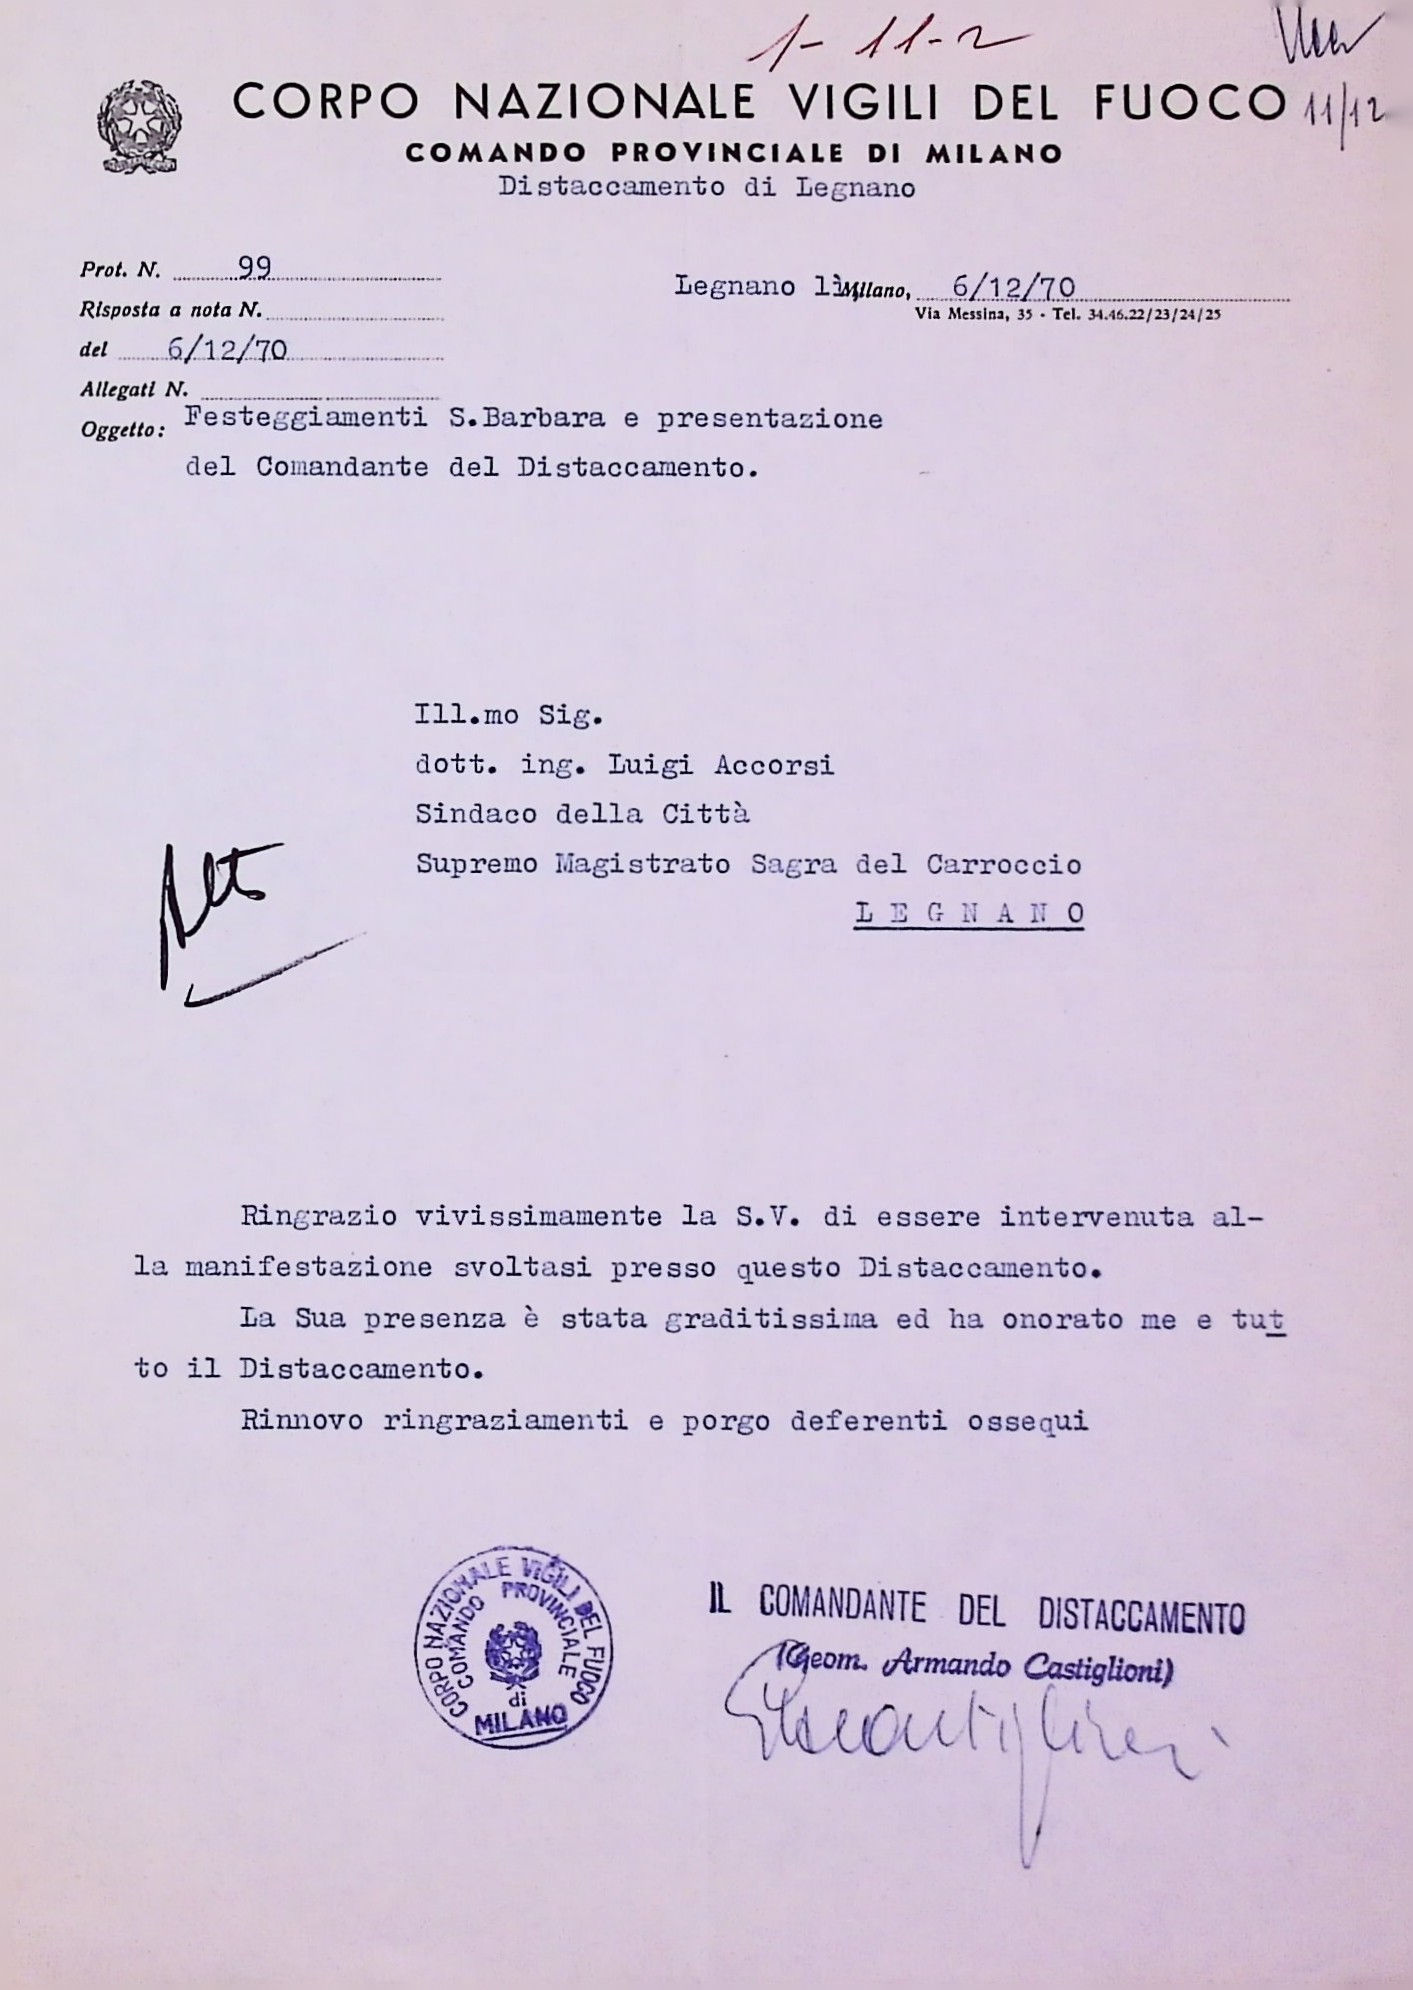 1-11-2
11/12
CORPO NAZIONALE VIGILI DEL FUOCO
COMANDO PROVINCIALE DI MILANO
Distaccamento di Legnano
Prot. N. 99
Legnano lì, Milano, 6/12/70
Via Messina, 35 - Tel. 34.46.22/23/24/25
Risposta a nota N.
del 6/12/70
Allegati N.
Oggetto: Festeggiamenti S.Barbara e presentazione
del Comandante del Distaccamento.
Ill.mo Sig.
dott. ing. Luigi Accorsi
Sindaco della Città
Supremo Magistrato Sagra del Carroccio
L E G N A N O
Ringrazio vivissimamente la S.V. di essere intervenuta al-
la manifestazione svoltasi presso questo Distaccamento.
La Sua presenza è stata graditissima ed ha onorato me e tut
to il Distaccamento.
Rinnovo ringraziamenti e porgo deferenti ossequi
CORPO NAZIONALE VIGILI DEL FUOCO
COMANDO PROVINCIALE
di
MILANO
IL COMANDANTE DEL DISTACCAMENTO
(Geom. Armando Castiglioni)